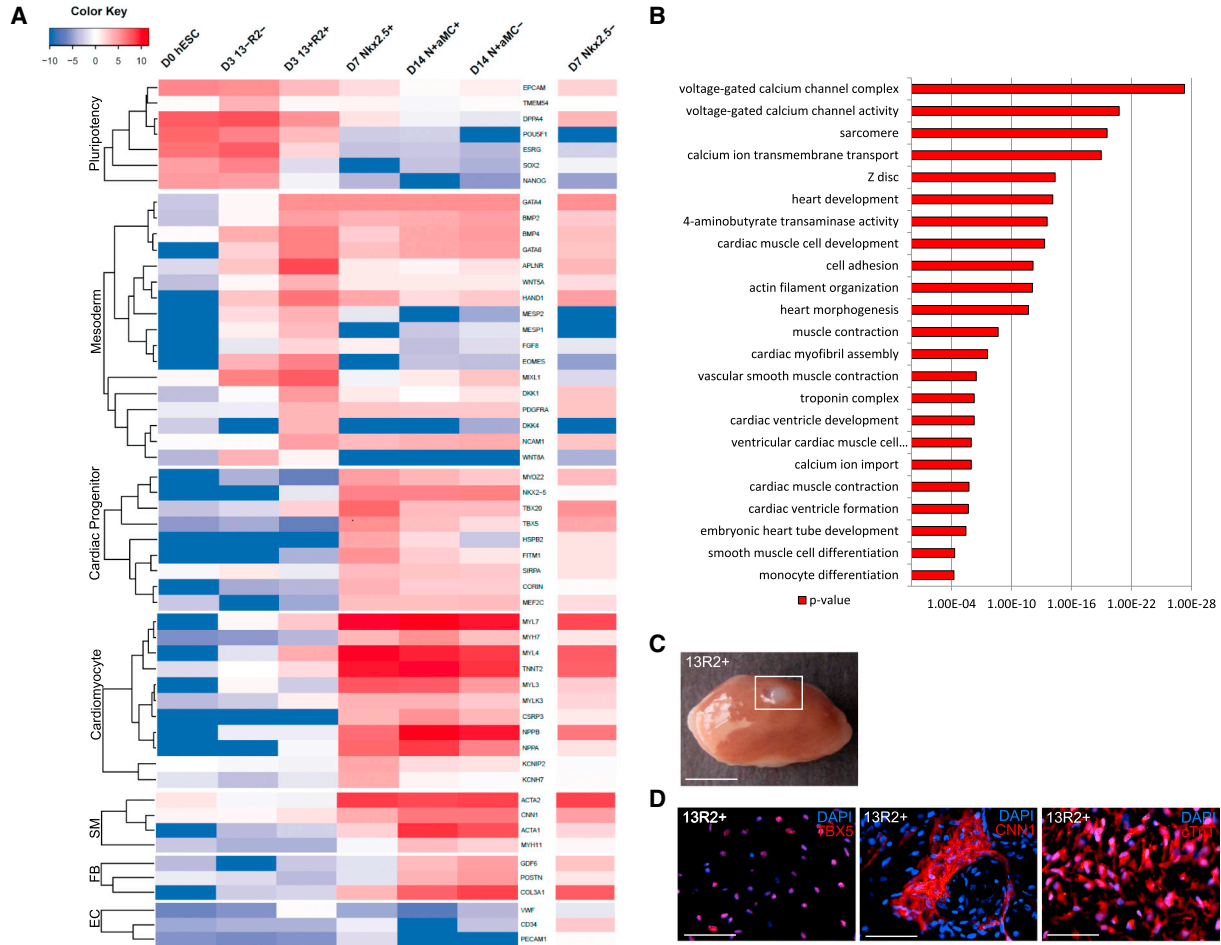 A
Color Key
−10 −5 0 5 10
D0 hESC
D3 13−R2−
D3 13+R2+
D7 Nkx2.5+
D14 N+aMC+
D14 N+aMC−
D7 Nkx2.5−
Pluripotency
EPCAM
TMEM54
DPPA4
POU5F1
ESRG
SOX2
NANOG
Mesoderm
GATA4
BMP2
BMP4
GATA6
APLNR
WNT5A
HAND1
MESP2
MESP1
FGF8
EOMES
MIXL1
DKK1
PDGFRA
DKK4
NCAM1
WNT8A
Cardiac Progenitor
MYOZ2
NKX2-5
TBX20
TBX5
HSPB2
FITM1
SIRPA
CORIN
MEF2C
Cardiomyocyte
MYL7
MYH7
MYL4
TNNT2
MYL3
MYLK3
CSRP3
NPPB
NPPA
KCNIP2
KCNH7
SM
ACTA2
CNN1
ACTA1
MYH11
FB
GDF6
POSTN
COL3A1
EC
VWF
CD34
PECAM1
B
voltage-gated calcium channel complex
voltage-gated calcium channel activity
sarcomere
calcium ion transmembrane transport
Z disc
heart development
4-aminobutyrate transaminase activity
cardiac muscle cell development
cell adhesion
actin filament organization
heart morphogenesis
muscle contraction
cardiac myofibril assembly
vascular smooth muscle contraction
troponin complex
cardiac ventricle development
ventricular cardiac muscle cell...
calcium ion import
cardiac muscle contraction
cardiac ventricle formation
embryonic heart tube development
smooth muscle cell differentiation
monocyte differentiation
p-value
1.00E-04 1.00E-10 1.00E-16 1.00E-22 1.00E-28
C
13R2+
D
13R2+ DAPI
TBX5
13R2+ DAPI
CNN1
13R2+ DAPI
cTNT